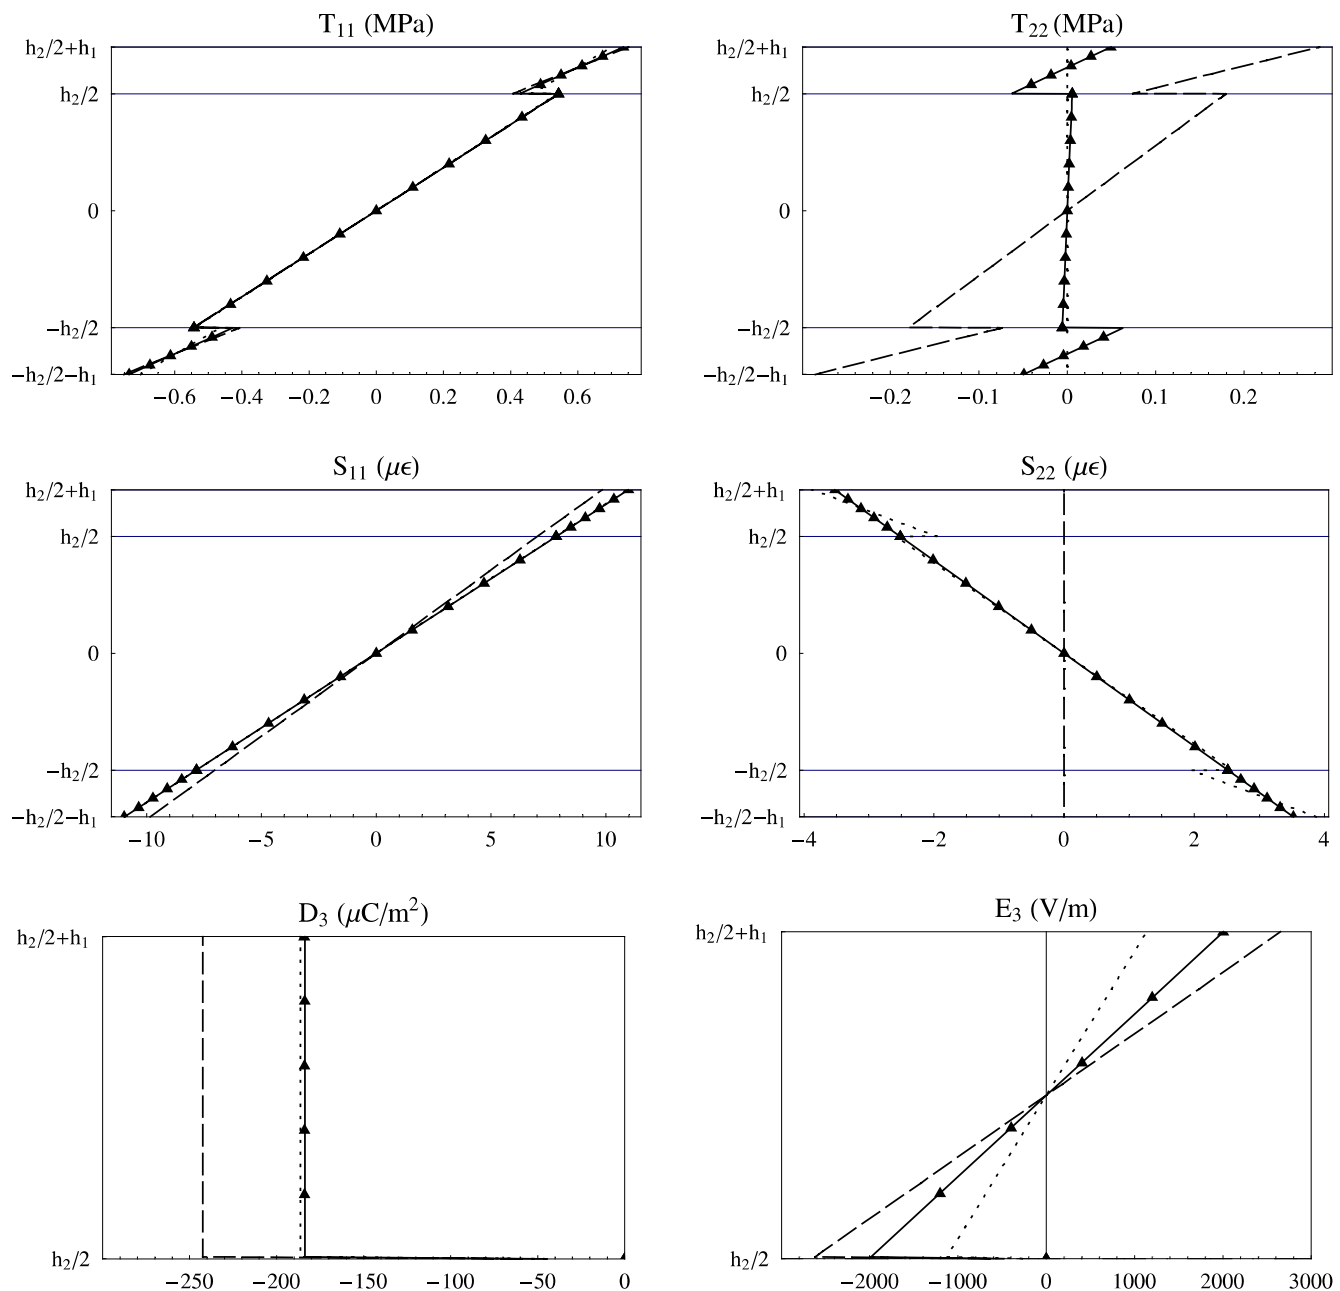 T₁₁ (MPa)
h₂/2+h₁
h₂/2
0
−h₂/2
−h₂/2−h₁
−0.6 −0.4 −0.2 0 0.2 0.4 0.6
T₂₂ (MPa)
h₂/2+h₁
h₂/2
0
−h₂/2
−h₂/2−h₁
−0.2 −0.1 0 0.1 0.2
S₁₁ (με)
h₂/2+h₁
h₂/2
0
−h₂/2
−h₂/2−h₁
−10 −5 0 5 10
S₂₂ (με)
h₂/2+h₁
h₂/2
0
−h₂/2
−h₂/2−h₁
−4 −2 0 2 4
D₃ (μC/m²)
h₂/2+h₁
h₂/2
−250 −200 −150 −100 −50 0
E₃ (V/m)
h₂/2+h₁
h₂/2
−2000 −1000 0 1000 2000 3000